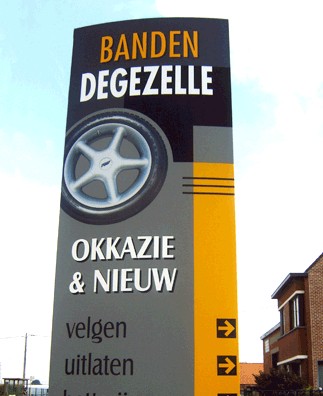 BANDEN
DEGEZELLE
OKKAZIE
& NIEUW
velgen
uitlaten